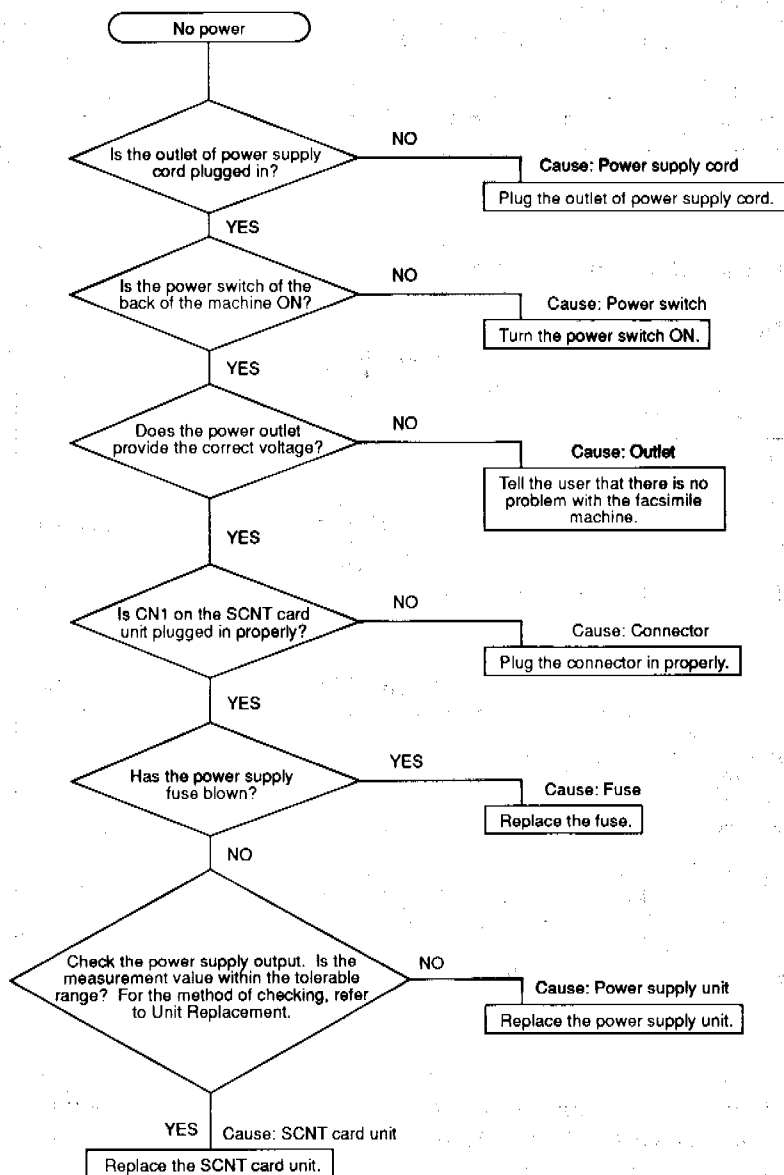 No power
Is the outlet of power supply
cord plugged in?
NO
Cause: Power supply cord
Plug the outlet of power supply cord.
YES
Is the power switch of the
back of the machine ON?
NO
Cause: Power switch
Turn the power switch ON.
YES
Does the power outlet
provide the correct voltage?
NO
Cause: Outlet
Tell the user that there is no
problem with the facsimile
machine.
YES
Is CN1 on the SCNT card
unit plugged in properly?
NO
Cause: Connector
Plug the connector in properly.
YES
Has the power supply
fuse blown?
YES
Cause: Fuse
Replace the fuse.
NO
Check the power supply output. Is the
measurement value within the tolerable
range? For the method of checking, refer
to Unit Replacement.
NO
Cause: Power supply unit
Replace the power supply unit.
YES
Cause: SCNT card unit
Replace the SCNT card unit.